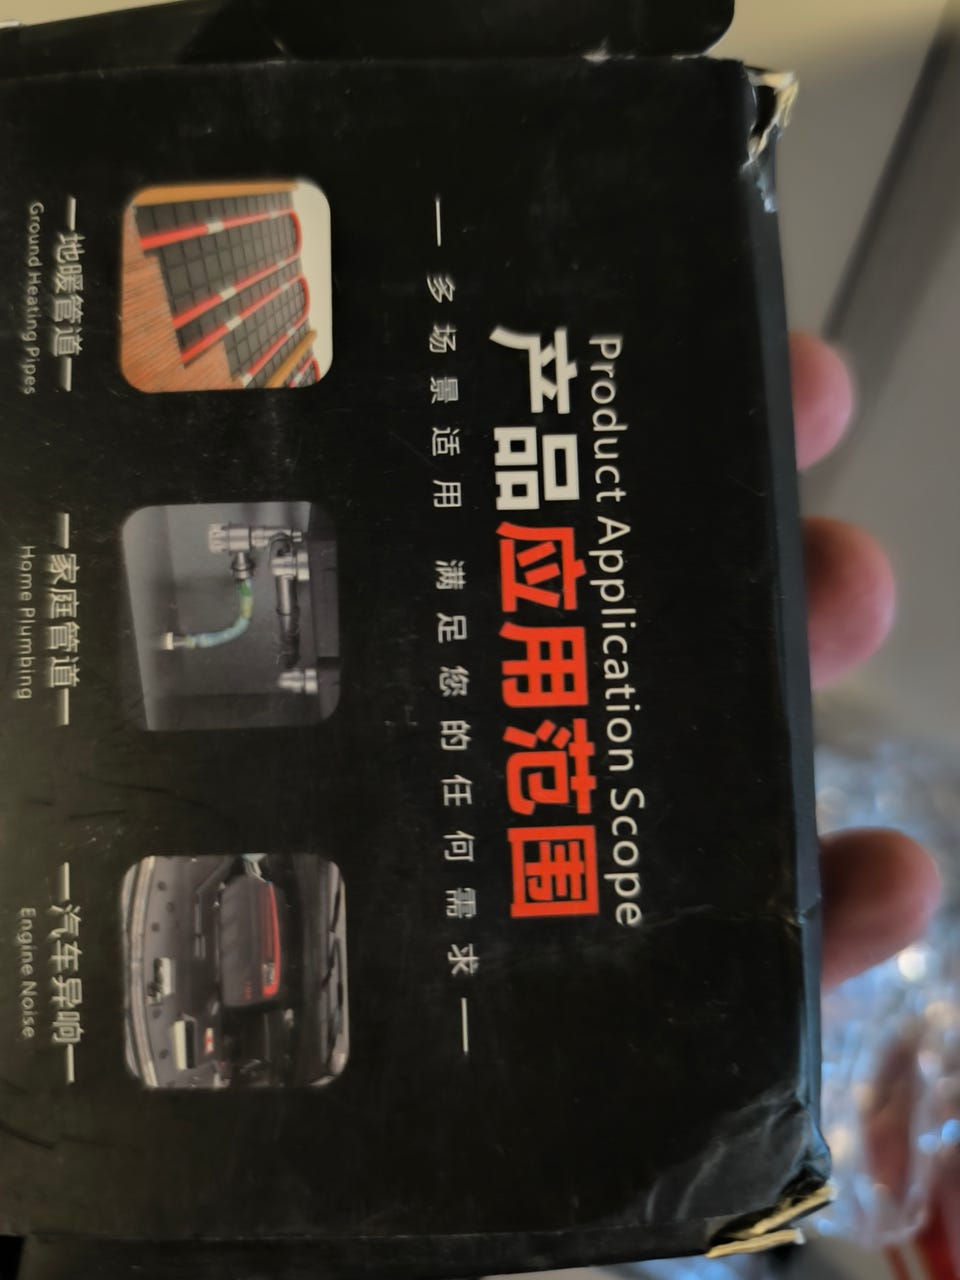 Product Application Scope
产品应用范围
— 多场景适用 满足您的任何需求 —
—地暖管道—
Ground Heating Pipes
—家庭管道—
Home Plumbing
—汽车异响—
Engine Noise